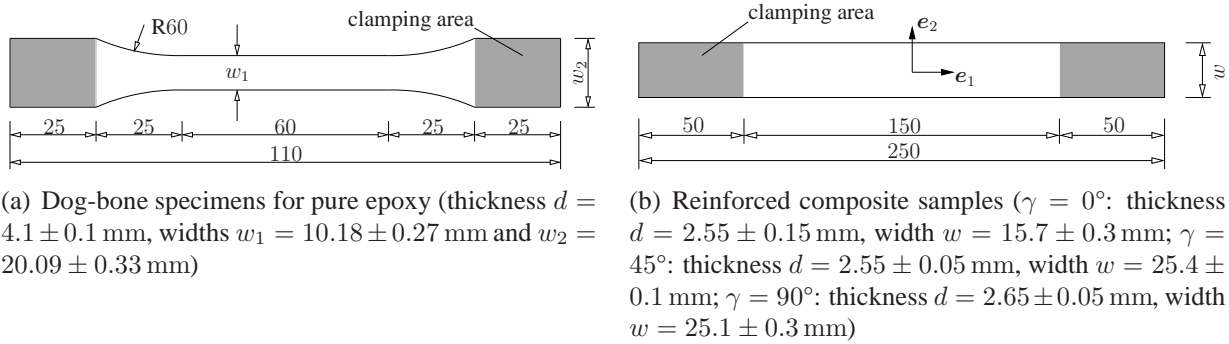 R60
clamping area
w₁
w₂
25 25 60 25 25
110
clamping area
e₂
e₁
w
50 150 50
250
(a) Dog-bone specimens for pure epoxy (thickness d =
4.1 ± 0.1 mm, widths w₁ = 10.18 ± 0.27 mm and w₂ =
20.09 ± 0.33 mm)
(b) Reinforced composite samples (γ = 0°: thickness
d = 2.55 ± 0.15 mm, width w = 15.7 ± 0.3 mm; γ =
45°: thickness d = 2.55 ± 0.05 mm, width w = 25.4 ±
0.1 mm; γ = 90°: thickness d = 2.65 ± 0.05 mm, width
w = 25.1 ± 0.3 mm)